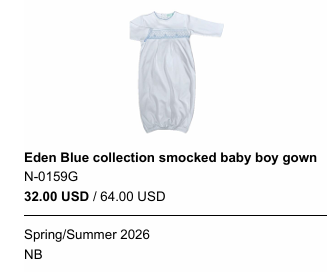 Eden Blue collection smocked baby boy gown
N-0159G
32.00 USD / 64.00 USD
Spring/Summer 2026
NB